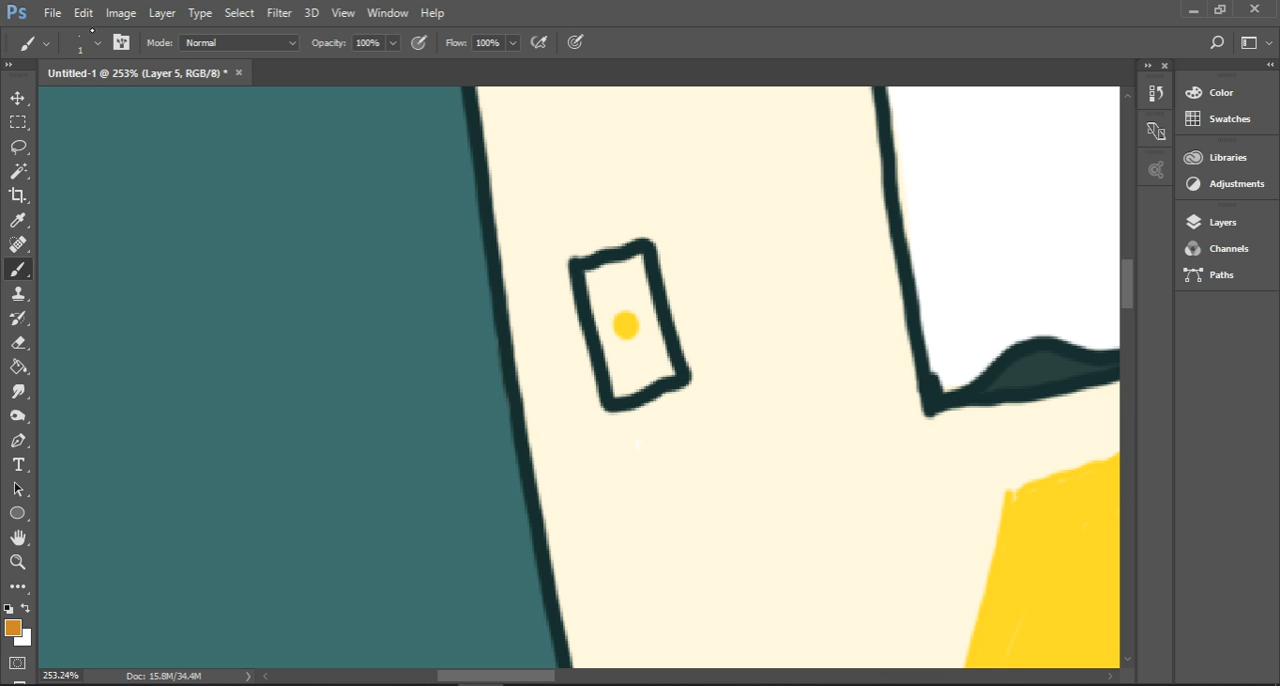 Ps File Edit Image Layer Type Select Filter 3D View Window Help
1 Mode: Normal Opacity: 100% Flow: 100%
Untitled-1 @ 253% (Layer 5, RGB/8) * ×
Color
Swatches
Libraries
Adjustments
Layers
Channels
Paths
253.24% Doc: 15.8M/34.4M